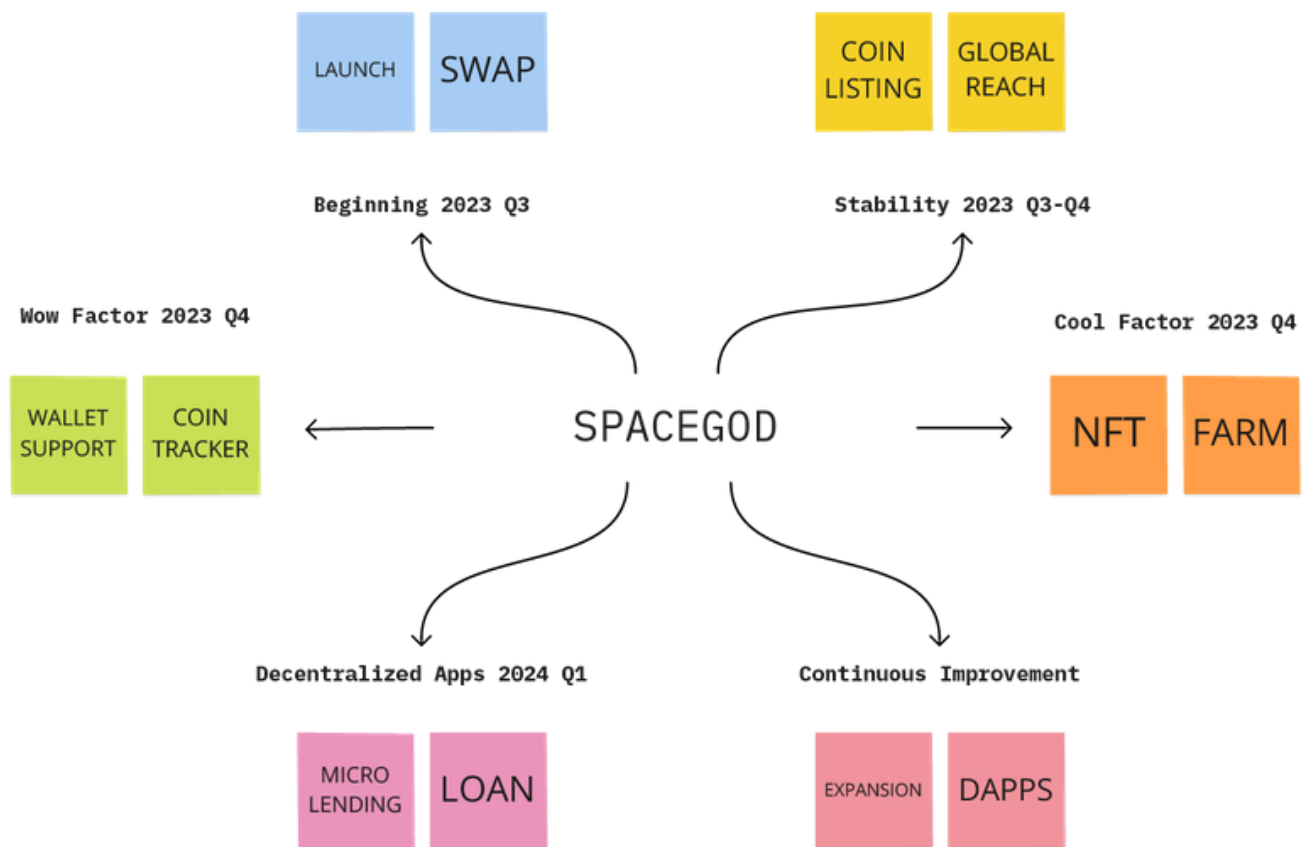 LAUNCH
SWAP
COIN
LISTING
GLOBAL
REACH
Beginning 2023 Q3
Stability 2023 Q3-Q4
Wow Factor 2023 Q4
Cool Factor 2023 Q4
WALLET
SUPPORT
COIN
TRACKER
SPACEGOD
NFT
FARM
Decentralized Apps 2024 Q1
Continuous Improvement
MICRO
LENDING
LOAN
EXPANSION
DAPPS